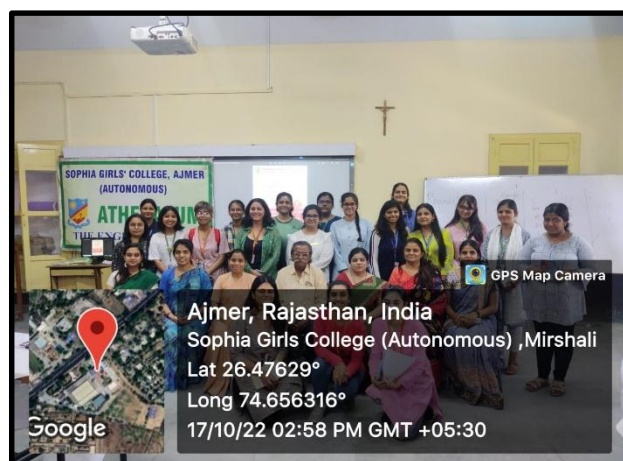 SOPHIA GIRLS' COLLEGE, AJMER
(AUTONOMOUS)
THE
GPS Map Camera
Ajmer, Rajasthan, India
Sophia Girls College (Autonomous) ,Mirshali
Lat 26.47629°
Long 74.656316°
17/10/22 02:58 PM GMT +05:30
Google